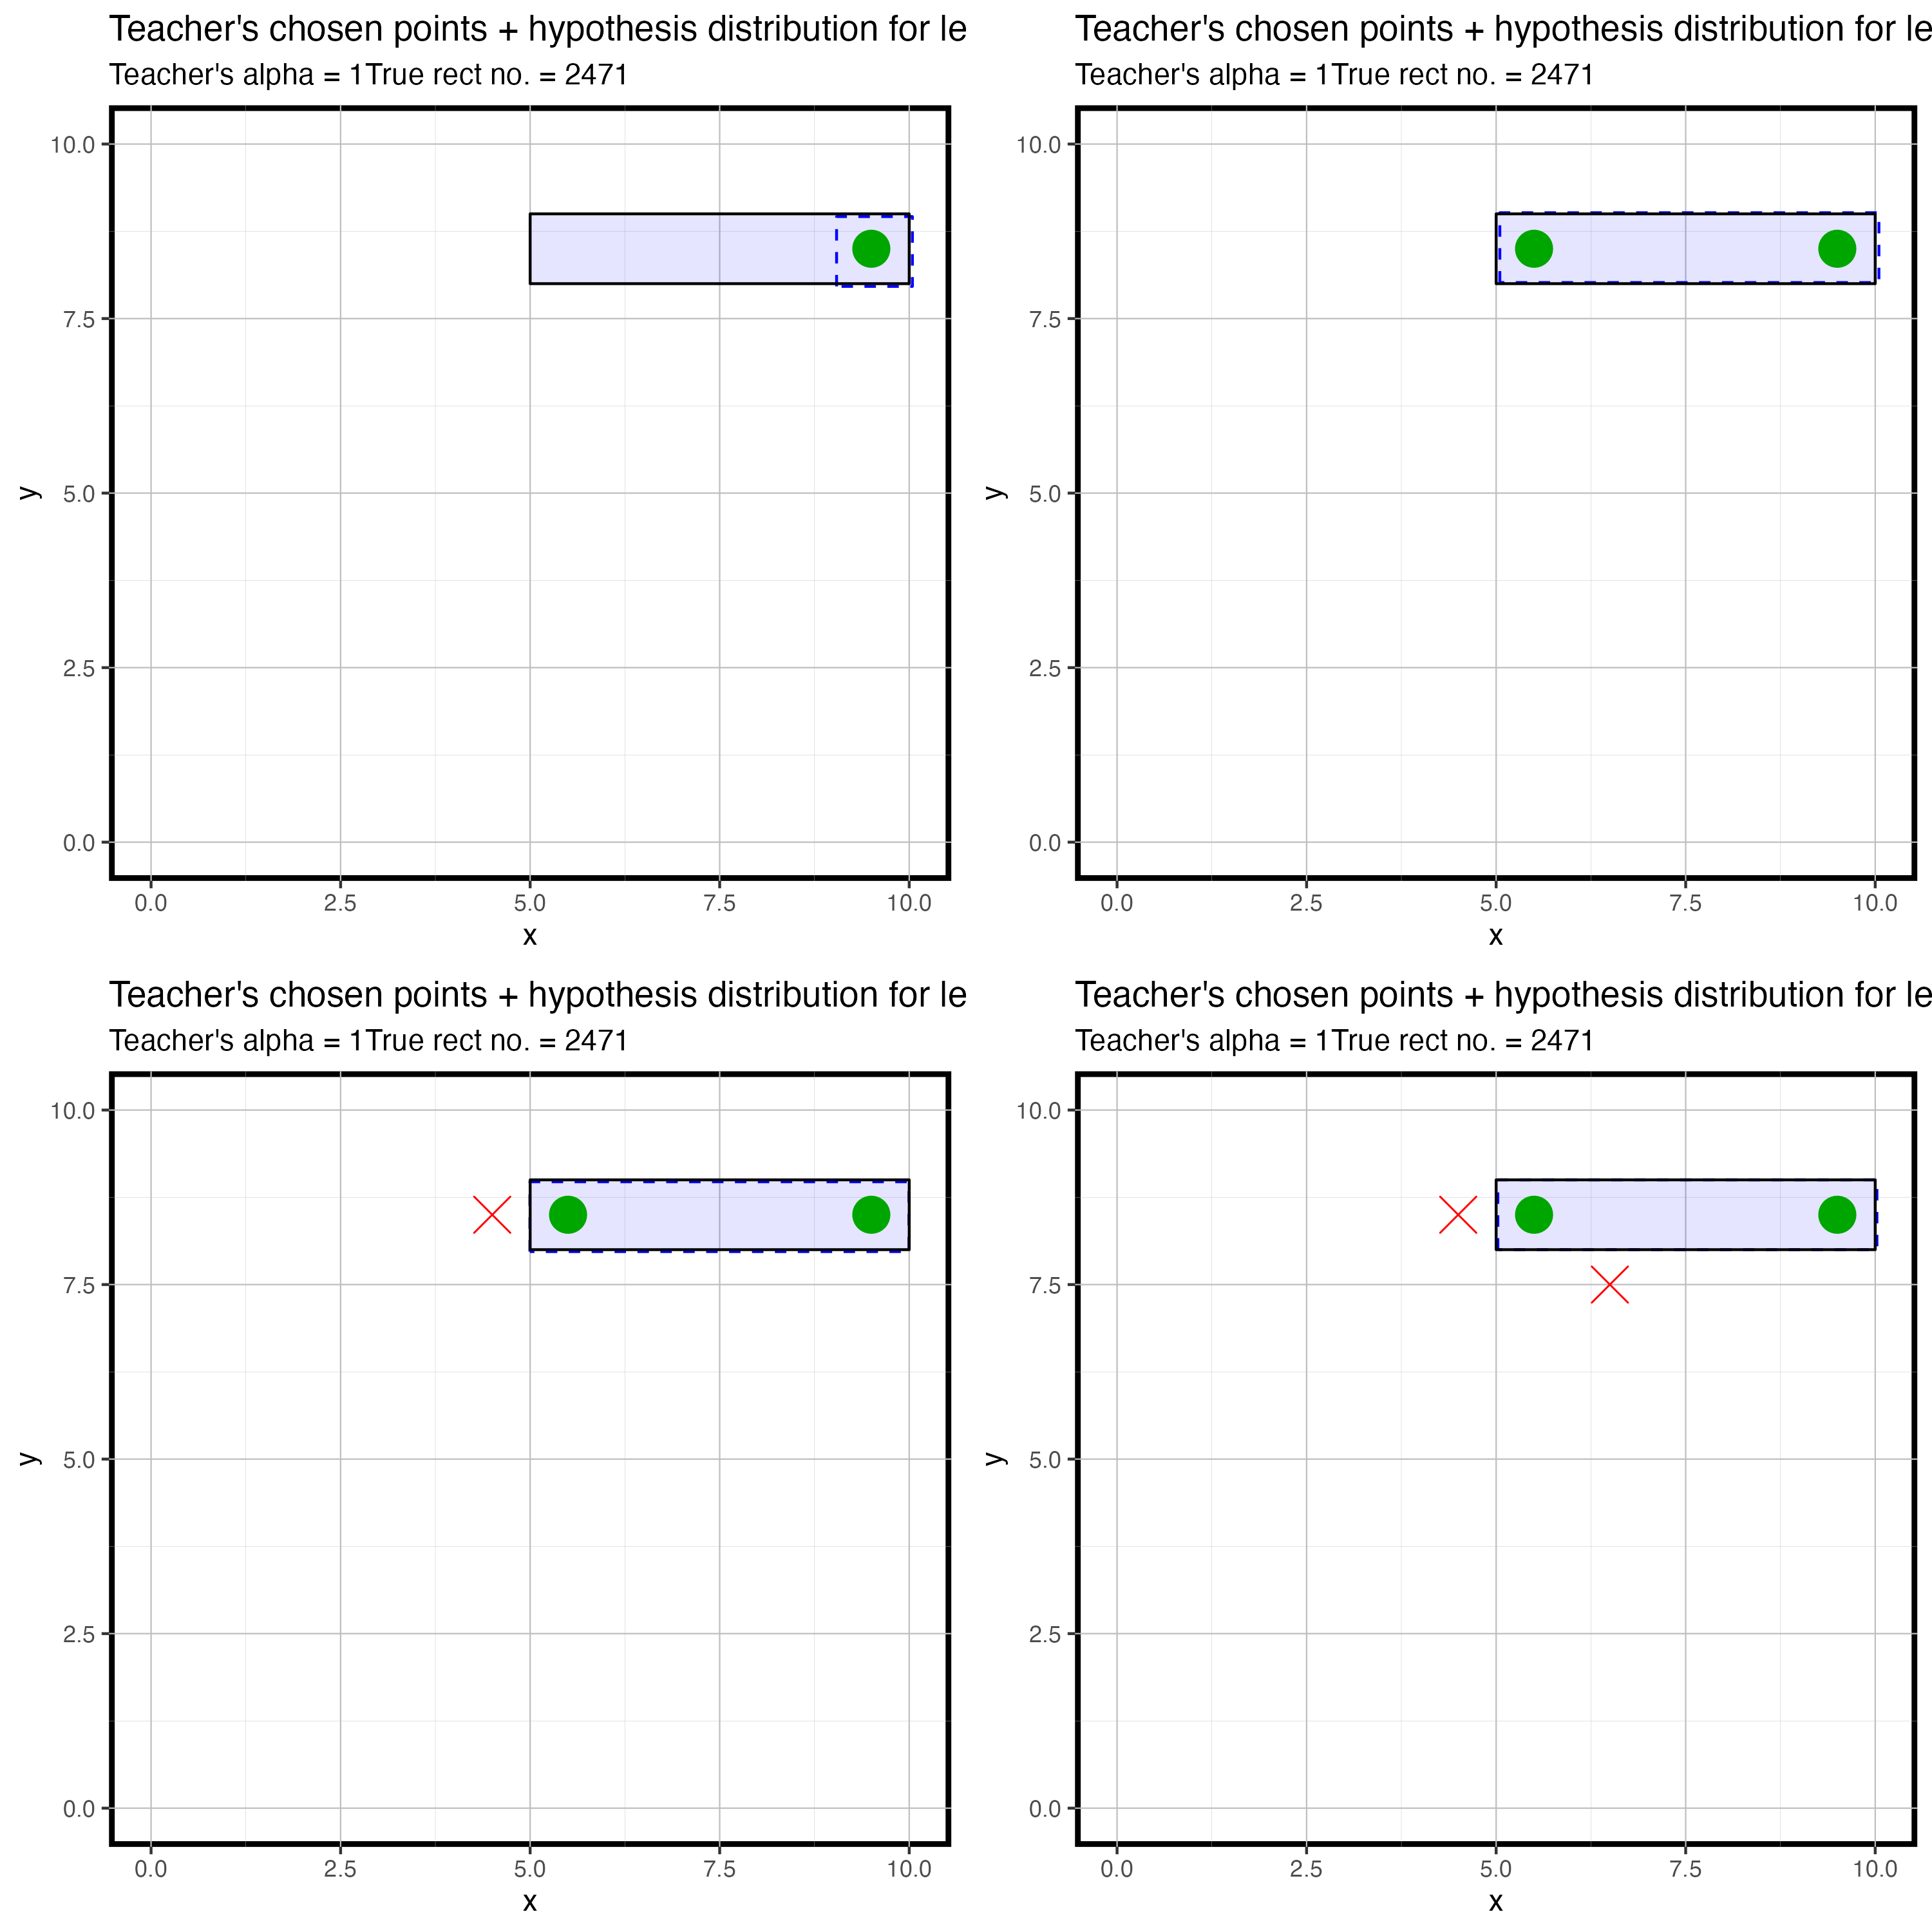 Teacher's chosen points + hypothesis distribution for le
Teacher's alpha = 1True rect no. = 2471
10.0
7.5
y
5.0
2.5
0.0
0.0 2.5 5.0 7.5 10.0
x
Teacher's chosen points + hypothesis distribution for le
Teacher's alpha = 1True rect no. = 2471
10.0
7.5
y
5.0
2.5
0.0
0.0 2.5 5.0 7.5 10.0
x
Teacher's chosen points + hypothesis distribution for le
Teacher's alpha = 1True rect no. = 2471
10.0
7.5
y
5.0
2.5
0.0
0.0 2.5 5.0 7.5 10.0
x
Teacher's chosen points + hypothesis distribution for le
Teacher's alpha = 1True rect no. = 2471
10.0
7.5
y
5.0
2.5
0.0
0.0 2.5 5.0 7.5 10.0
x